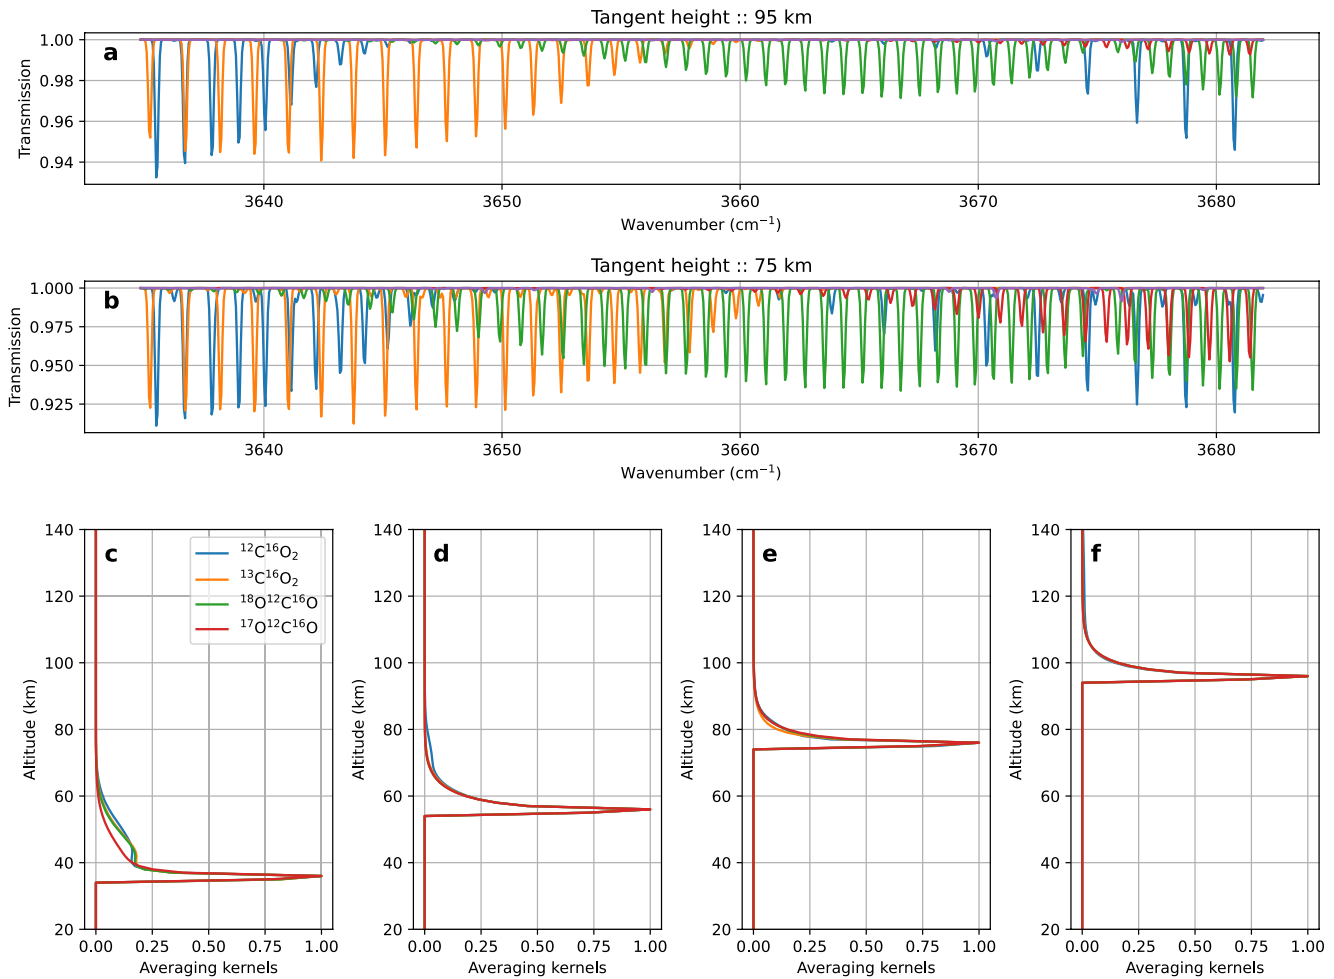 Tangent height :: 95 km
a
1.00
0.98
0.96
0.94
Transmission
3640 3650 3660 3670 3680
Wavenumber (cm⁻¹)
Tangent height :: 75 km
b
1.000
0.975
0.950
0.925
Transmission
3640 3650 3660 3670 3680
Wavenumber (cm⁻¹)
c
¹²C¹⁶O₂
¹³C¹⁶O₂
¹⁸O¹²C¹⁶O
¹⁷O¹²C¹⁶O
140
120
100
80
60
40
20
Altitude (km)
0.00 0.25 0.50 0.75 1.00
Averaging kernels
d
140
120
100
80
60
40
20
Altitude (km)
0.00 0.25 0.50 0.75 1.00
Averaging kernels
e
140
120
100
80
60
40
20
Altitude (km)
0.00 0.25 0.50 0.75 1.00
Averaging kernels
f
140
120
100
80
60
40
20
Altitude (km)
0.00 0.25 0.50 0.75 1.00
Averaging kernels